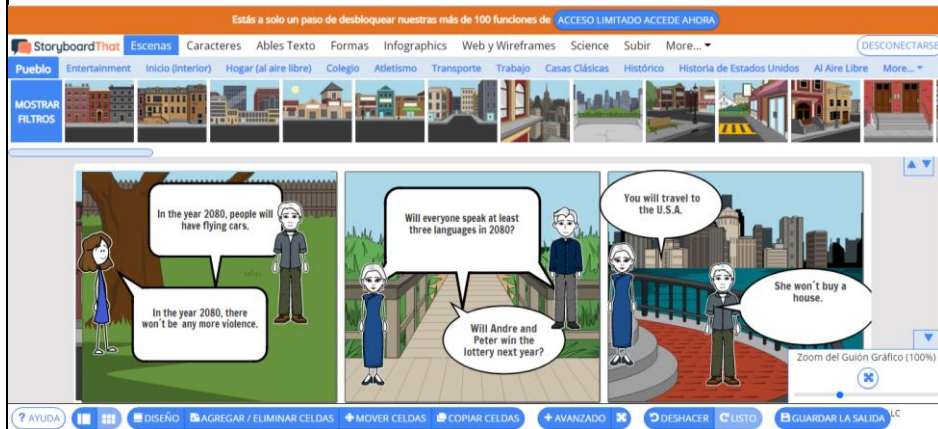 Estás a solo un paso de desbloquear nuestras más de 100 funciones de ACCESO LIMITADO ACCEDE AHORA
StoryboardThat Escenas Caracteres Ables Texto Formas Infographics Web y Wireframes Science Subir More... DESCONECTARSE
Pueblo Entertainment Inicio (interior) Hogar (al aire libre) Colegio Atletismo Transporte Trabajo Casas Clásicas Histórico Historia de Estados Unidos Al Aire Libre More...
MOSTRAR
FILTROS
In the year 2080, people will
have flying cars.
In the year 2080, there
won´t be any more violence.
Will everyone speak at least
three languages in 2080?
Will Andre and
Peter win the
lottery next year?
You will travel to
the U.S.A.
She won´t buy a
house.
Zoom del Guión Gráfico (100%)
? AYUDA DISEÑO AGREGAR / ELIMINAR CELDAS MOVER CELDAS COPIAR CELDAS + AVANZADO DESHACER LISTO GUARDAR LA SALIDA LC